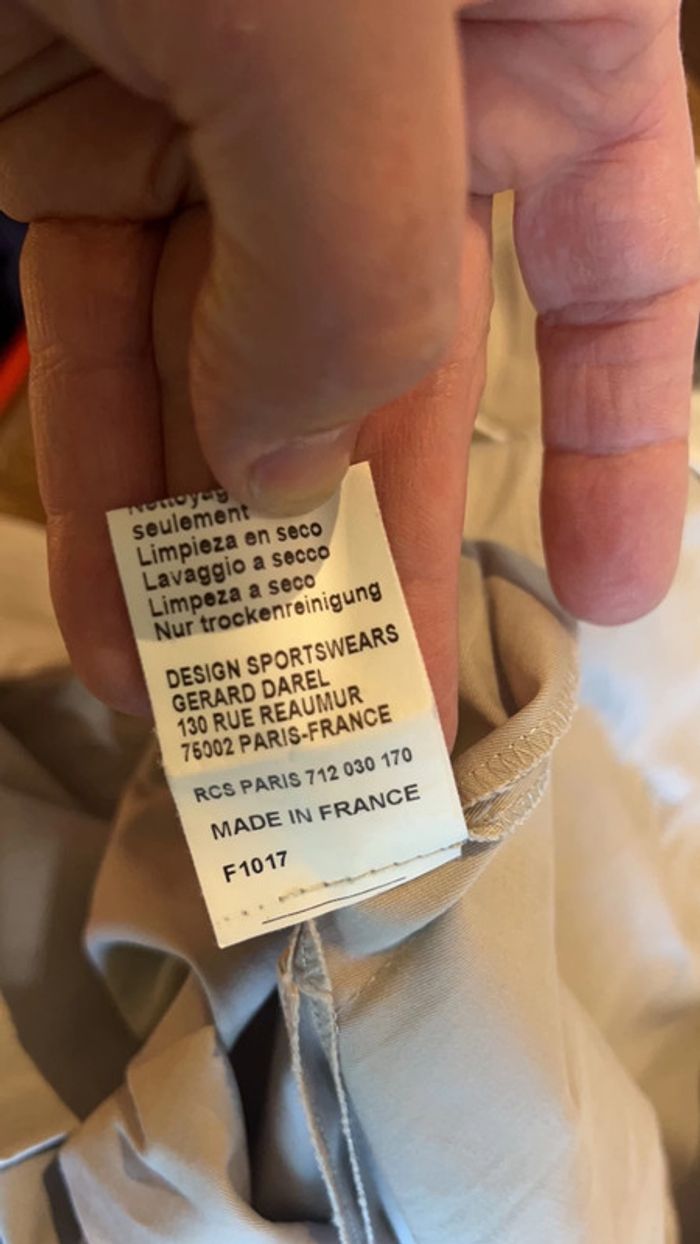 seulement
Limpieza en seco
Lavaggio a secco
Limpeza a seco
Nur trockenreinigung
DESIGN SPORTSWEARS
GERARD DAREL
130 RUE REAUMUR
75002 PARIS-FRANCE
RCS PARIS 712 030 170
MADE IN FRANCE
F1017